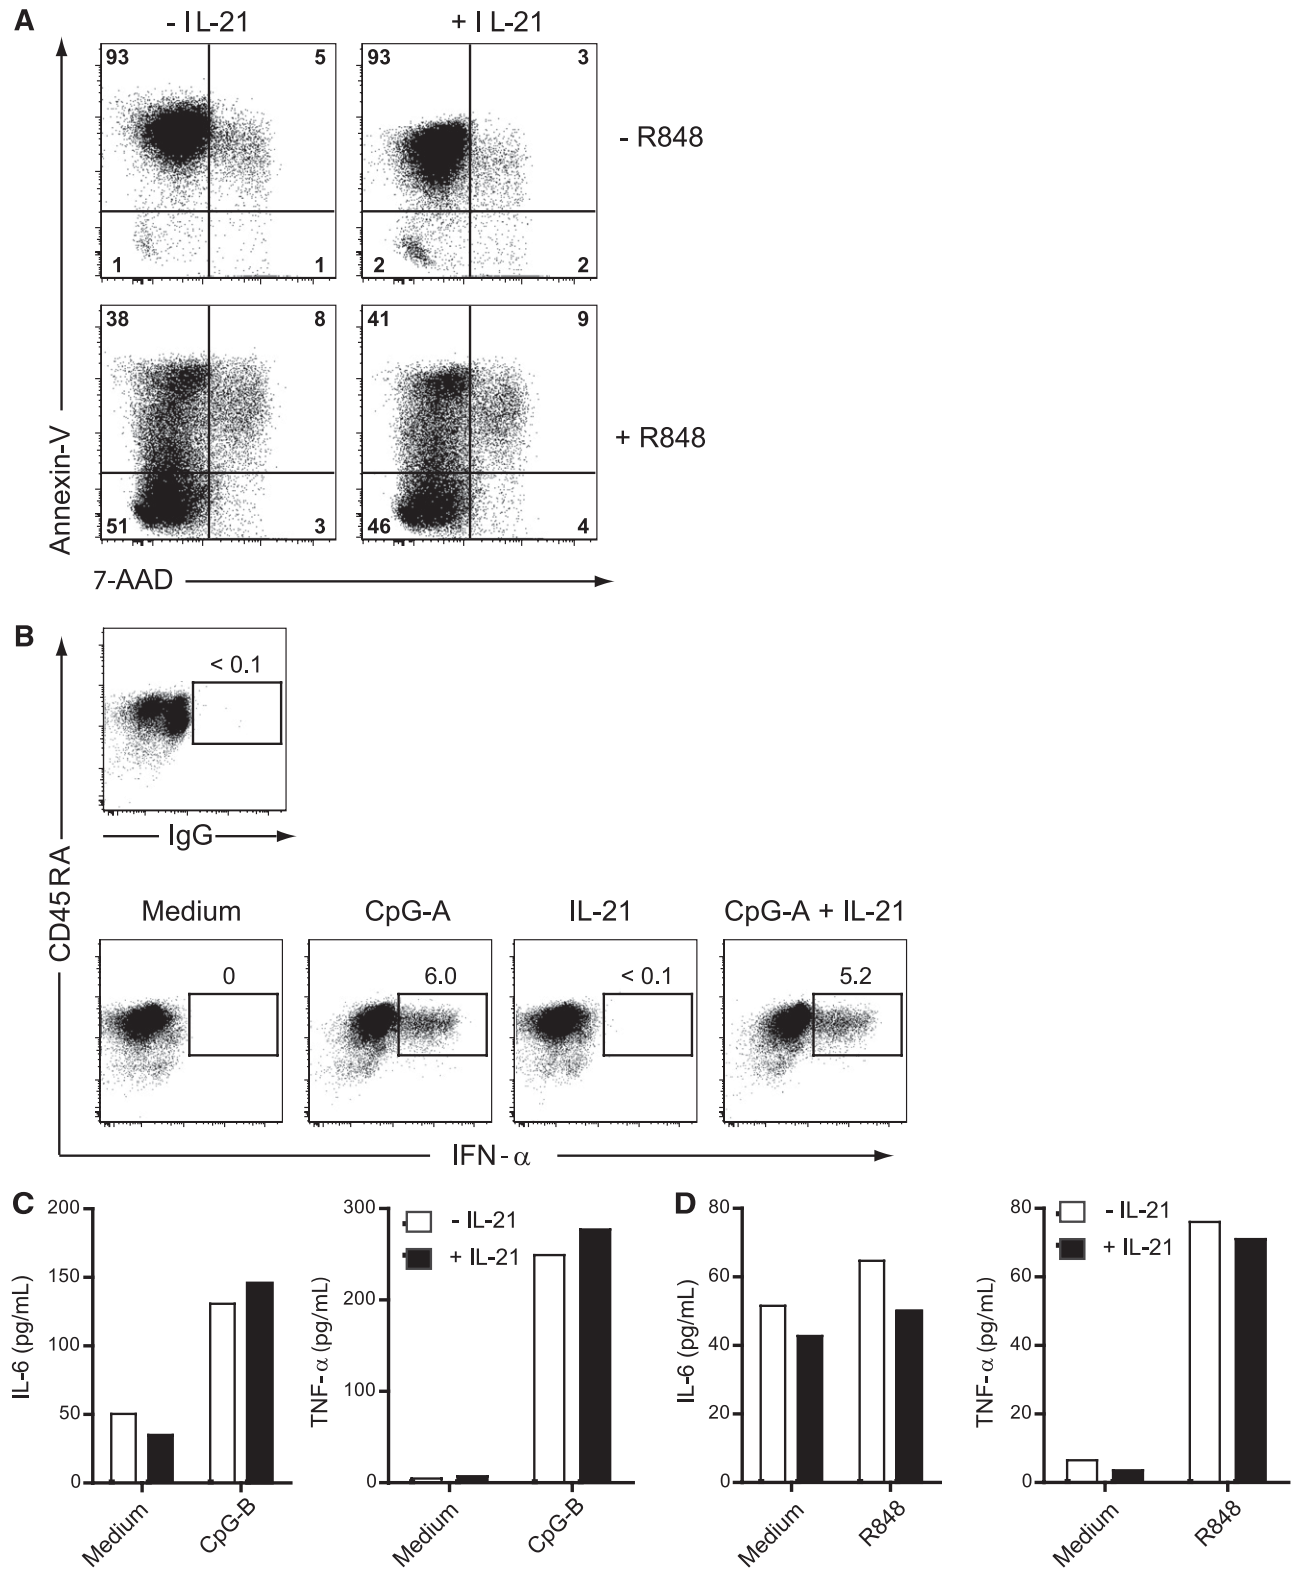 A
- IL-21
+ IL-21
93
5
93
3
- R848
1
1
2
2
38
8
41
9
+ R848
51
3
46
4
Annexin-V
7-AAD
B
< 0.1
IgG
CD45RA
Medium
CpG-A
IL-21
CpG-A + IL-21
0
6.0
< 0.1
5.2
IFN-α
C
200
150
100
50
0
IL-6 (pg/mL)
Medium
CpG-B
300
200
100
0
TNF-α (pg/mL)
- IL-21
+ IL-21
Medium
CpG-B
D
80
60
40
20
0
IL-6 (pg/mL)
Medium
R848
80
60
40
20
0
TNF-α (pg/mL)
- IL-21
+ IL-21
Medium
R848